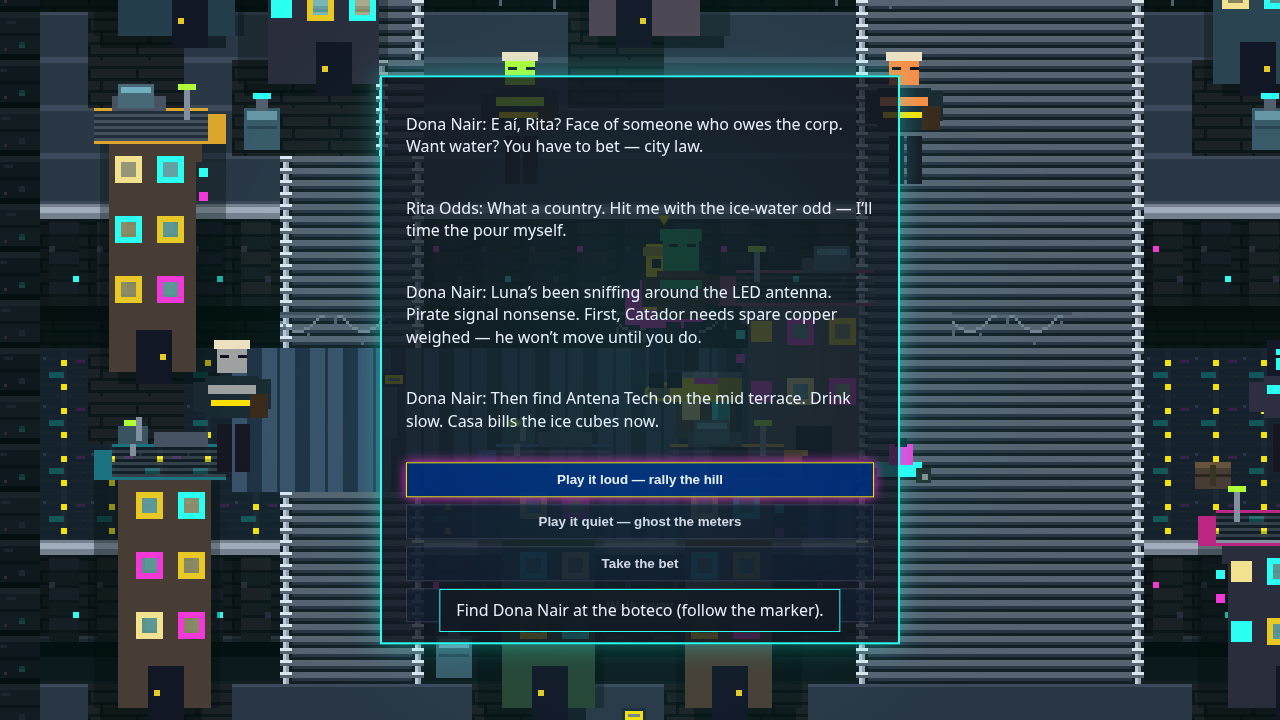 Dona Nair: E aí, Rita? Face of someone who owes the corp.
Want water? You have to bet — city law.
Rita Odds: What a country. Hit me with the ice-water odd — I’ll
time the pour myself.
Dona Nair: Luna’s been sniffing around the LED antenna.
Pirate signal nonsense. First, Catador needs spare copper
weighed — he won’t move until you do.
Dona Nair: Then find Antena Tech on the mid terrace. Drink
slow. Casa bills the ice cubes now.
Play it loud — rally the hill
Play it quiet — ghost the meters
Take the bet
Find Dona Nair at the boteco (follow the marker).